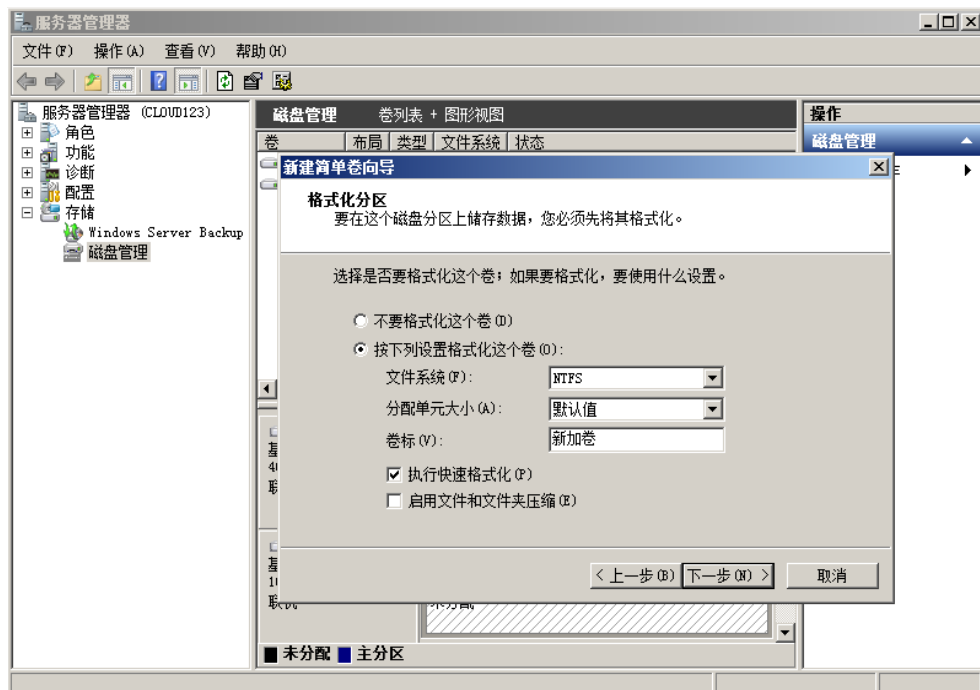 服务器管理器
文件(F) 操作(A) 查看(V) 帮助(H)
服务器管理器 (CLOUD123)
角色
功能
诊断
配置
存储
Windows Server Backup
磁盘管理
磁盘管理 卷列表 + 图形视图
卷 布局 类型 文件系统 状态
操作
磁盘管理
新建简单卷向导
格式化分区
要在这个磁盘分区上储存数据，您必须先将其格式化。
选择是否要格式化这个卷；如果要格式化，要使用什么设置。
不要格式化这个卷(D)
按下列设置格式化这个卷(O):
文件系统(F): NTFS
分配单元大小(A): 默认值
卷标(V): 新加卷
执行快速格式化(P)
启用文件和文件夹压缩(E)
< 上一步(B) 下一步(N) > 取消
未分配 主分区